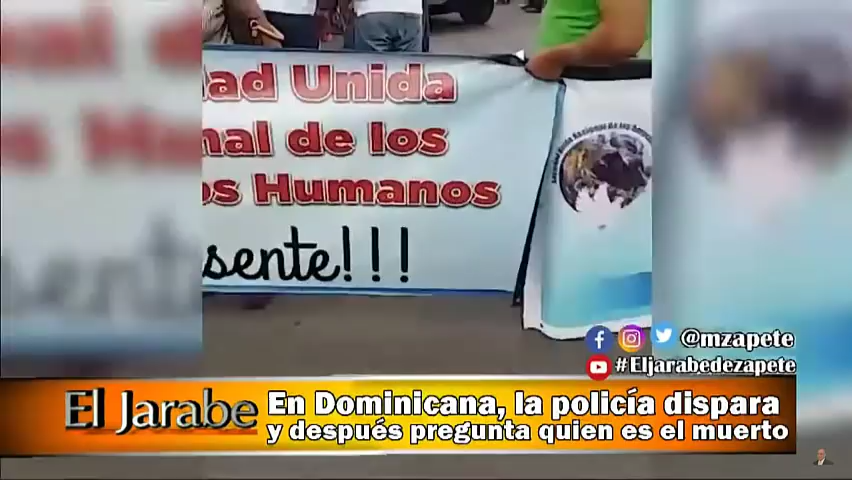 dad Unida
nal de los
os Humanos
sente!!!
@mzapete
#Eljarabedezapete
El Jarabe
En Dominicana, la policía dispara
y después pregunta quien es el muerto